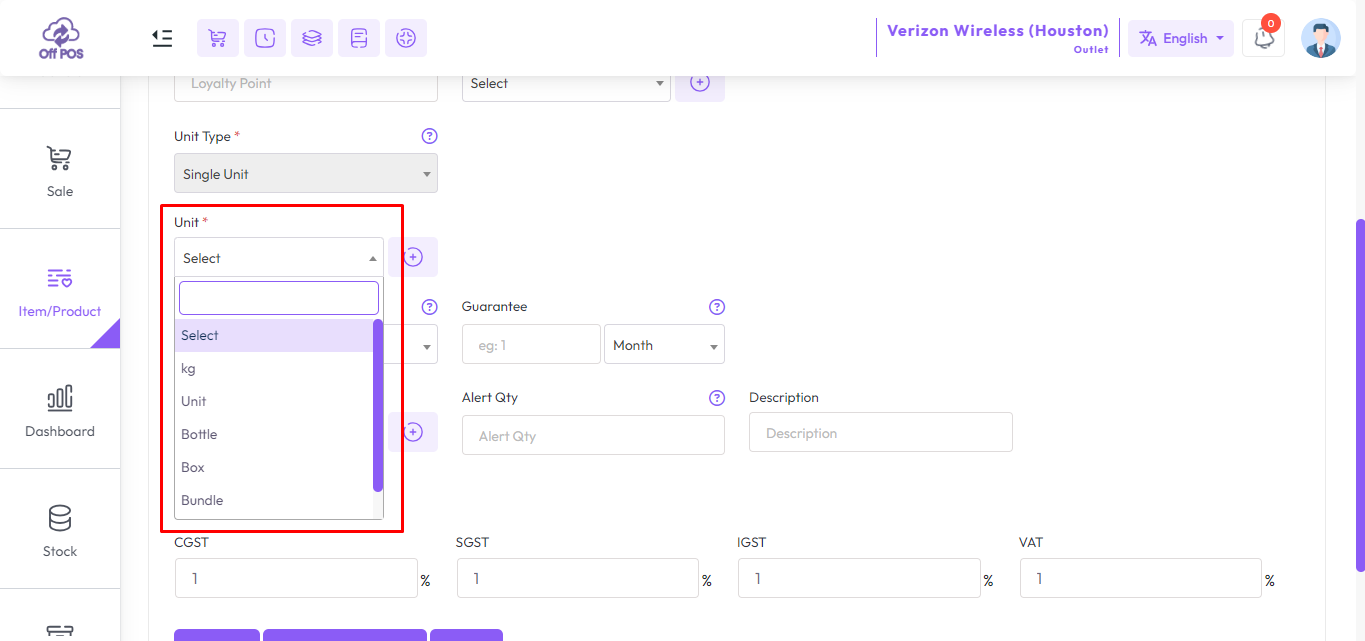 Off POS
Verizon Wireless (Houston)
Outlet
English
0
Loyalty Point
Select
Unit Type *
Single Unit
Sale
Unit *
Select
Item/Product
Guarantee
eg: 1
Month
Select
kg
Unit
Bottle
Box
Bundle
Alert Qty
Alert Qty
Description
Description
Dashboard
Stock
CGST
SGST
IGST
VAT
1 %
1 %
1 %
1 %